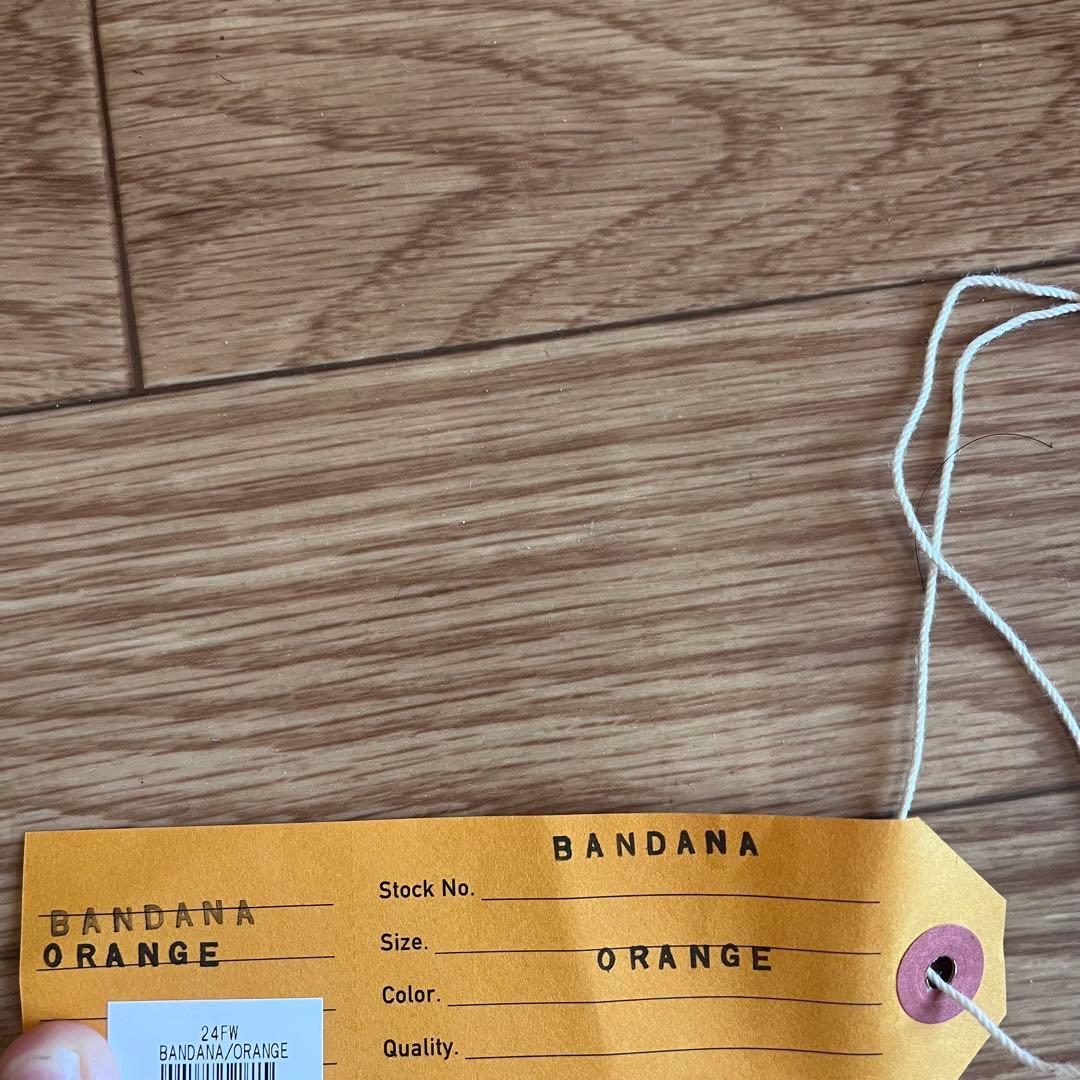 BANDANA
ORANGE
24FW
BANDANA/ORANGE
BANDANA
Stock No.
Size.
ORANGE
Color.
Quality.